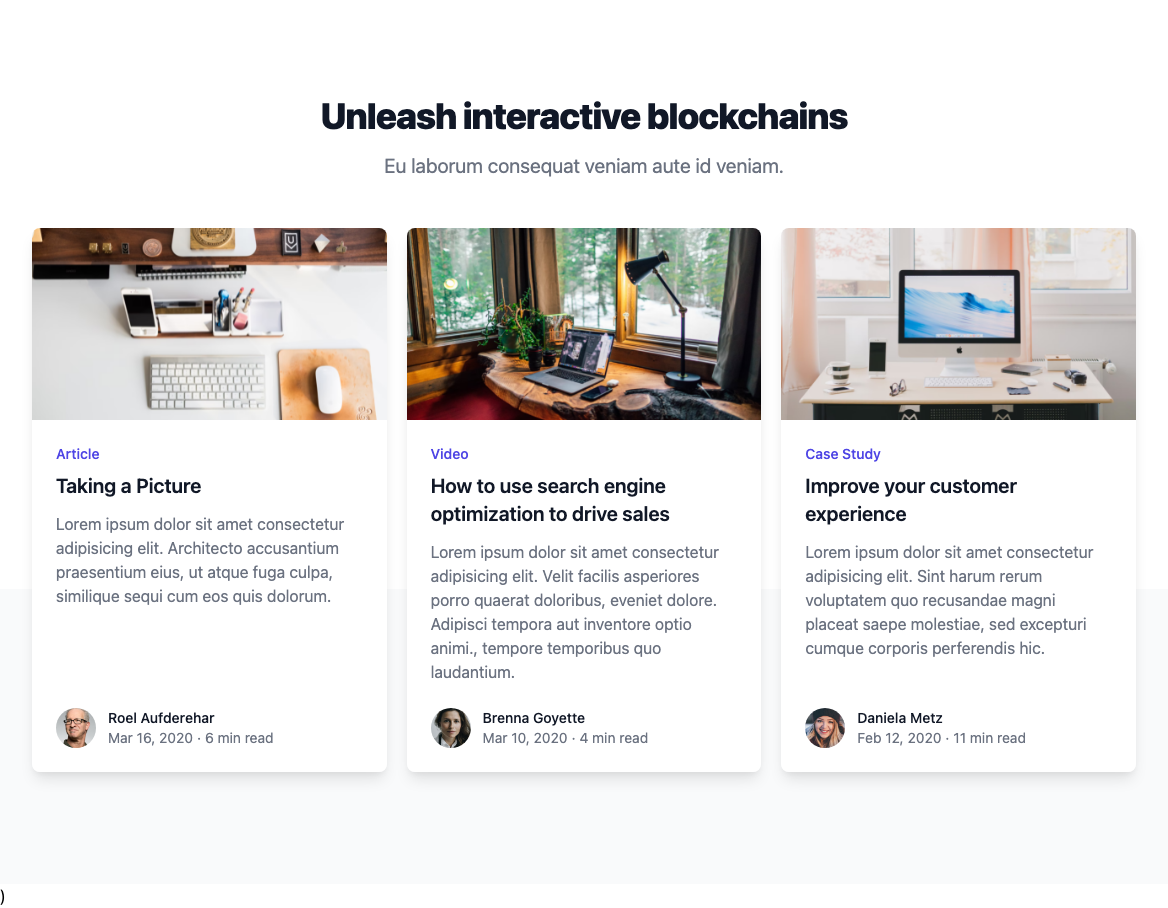 Unleash interactive blockchains
Eu laborum consequat veniam aute id veniam.
Article
Taking a Picture
Lorem ipsum dolor sit amet consectetur
adipisicing elit. Architecto accusantium
praesentium eius, ut atque fuga culpa,
similique sequi cum eos quis dolorum.
Roel Aufderehar
Mar 16, 2020 · 6 min read
Video
How to use search engine
optimization to drive sales
Lorem ipsum dolor sit amet consectetur
adipisicing elit. Velit facilis asperiores
porro quaerat doloribus, eveniet dolore.
Adipisci tempora aut inventore optio
animi., tempore temporibus quo
laudantium.
Brenna Goyette
Mar 10, 2020 · 4 min read
Case Study
Improve your customer
experience
Lorem ipsum dolor sit amet consectetur
adipisicing elit. Sint harum rerum
voluptatem quo recusandae magni
placeat saepe molestiae, sed excepturi
cumque corporis perferendis hic.
Daniela Metz
Feb 12, 2020 · 11 min read
)